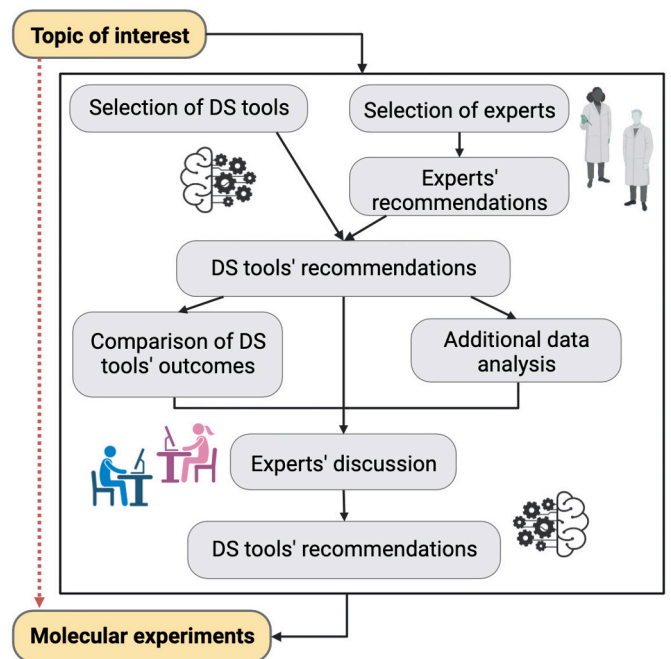 Topic of interest
Selection of DS tools
Selection of experts
Experts'
recommendations
DS tools' recommendations
Comparison of DS
tools' outcomes
Additional data
analysis
Experts' discussion
DS tools' recommendations
Molecular experiments